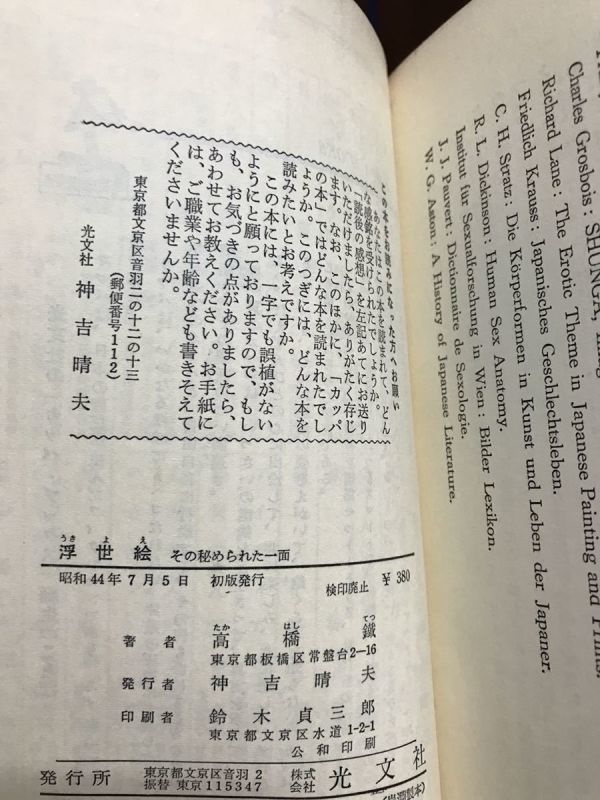 この本をお読みになった方へお願い
あなたはこの本を読まれて、どん
な感銘を受けられたでしょうか。
「読後の感想」を左記あてにお送り
いただけましたら、ありがたく存じ
ます。なお、このほかに、「カッパ
の本」ではどんな本を読まれたでし
ょうか。このつぎには、どんな本を
読みたいとお考えですか。
この本には、一字でも誤植がない
ようにと願っておりますので、もし
も、お気づきの点がありましたら、
あわせてお教えください。お手紙に
は、ご職業や年齢なども書きそえて
くださいませんか。
東京都文京区音羽二の十二の十三
(郵便番号112)
光文社 神吉晴夫
うきよえ
浮世絵 その秘められた一面
昭和44年7月5日 初版発行 検印廃止 ¥380
たかはし てつ
著者 高橋鐵
東京都板橋区常盤台2-16
発行者 神吉晴夫
印刷者 鈴木貞三郎
東京都文京区水道1-2-1
公和印刷
発行所 東京都文京区音羽2 株式会社 光文社
振替 東京115347
Charles Grosbois: SHUNGA,
Richard Lane: The Erotic Theme in Japanese Painting and Prints.
Friedlich Krauss: Japanisches Geschlechtsleben.
C. H. Stratz: Die Körperformen in Kunst und Leben der Japaner.
R. L. Dickinson: Human Sex Anatomy.
Institut für Sexualforschung in Wien: Bilder Lexikon.
J. J. Pauvert: Dictionnaire de Sexologie.
W. G. Aston: A History of Japanese Literature.